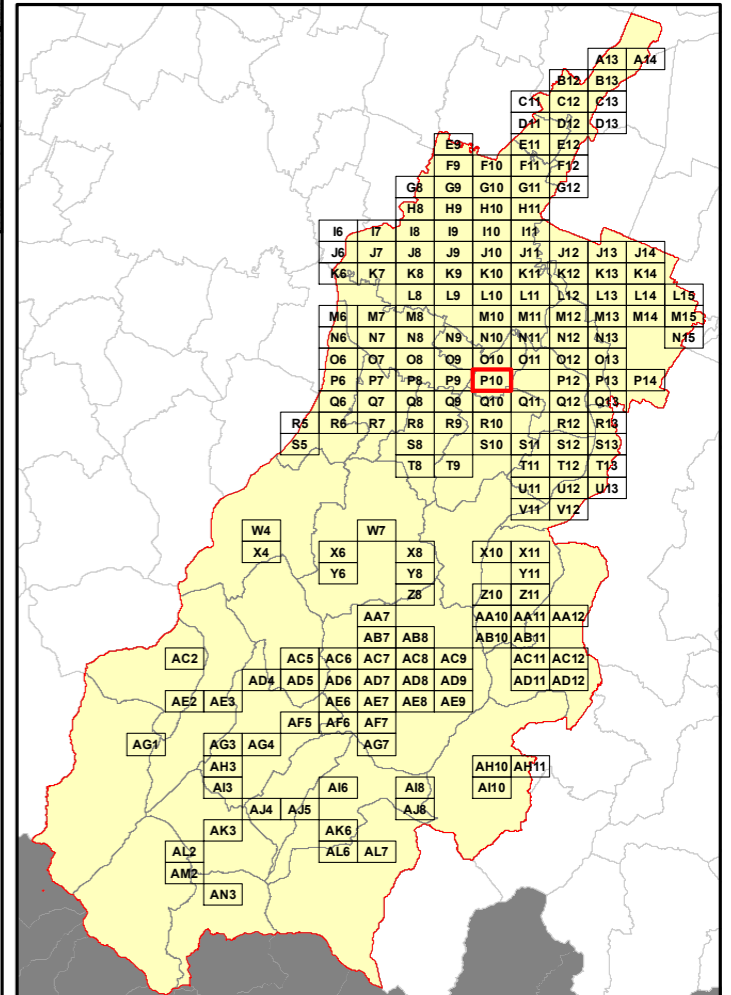 A13 A14
B12 B13
C11 C12 C13
D11 D12 D13
E9 E11 E12
F9 F10 F11 F12
G8 G9 G10 G11 G12
H8 H9 H10 H11
I6 I7 I8 I9 I10 I11
J6 J7 J8 J9 J10 J11 J12 J13 J14
K6 K7 K8 K9 K10 K11 K12 K13 K14
L8 L9 L10 L11 L12 L13 L14 L15
M6 M7 M8 M10 M11 M12 M13 M14 M15
N6 N7 N8 N9 N10 N11 N12 N13 N15
O6 O7 O8 O9 O10 O11 O12 O13
P6 P7 P8 P9 P10 P12 P13 P14
Q6 Q7 Q8 Q9 Q10 Q11 Q12 Q13
R5 R6 R7 R8 R9 R10 R12 R13
S5 S8 S10 S11 S12 S13
T8 T9 T11 T12 T13
U11 U12 U13
V11 V12
W4 W7
X4 X6 X8 X10 X11
Y6 Y8 Y11
Z8 Z10 Z11
AA7 AA10 AA11 AA12
AB7 AB8 AB10 AB11
AC2 AC5 AC6 AC7 AC8 AC9 AC11 AC12
AD4 AD5 AD6 AD7 AD8 AD9 AD11 AD12
AE2 AE3 AE6 AE7 AE8 AE9
AF5 AF6 AF7
AG1 AG3 AG4 AG7
AH3 AH10 AH11
AI3 AI6 AI8 AI10
AJ4 AJ5 AJ8
AK3 AK6
AL2 AL6 AL7
AM2
AN3